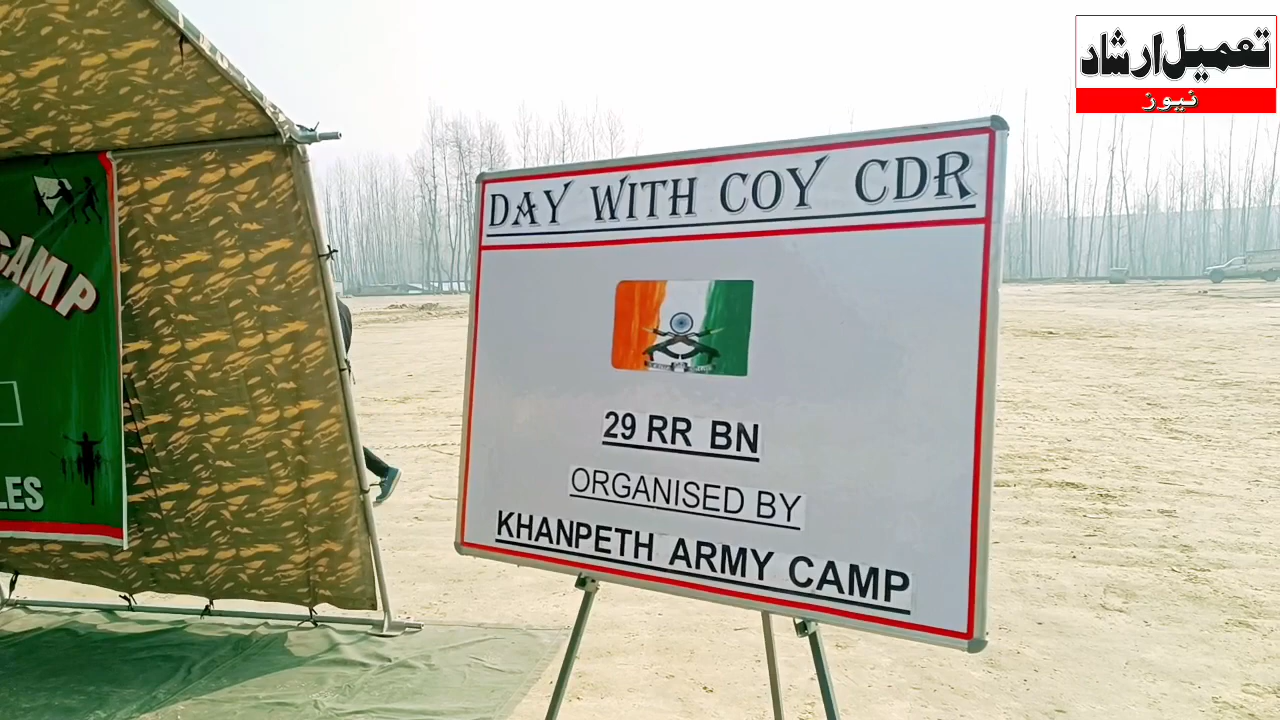 تعمیل ارشاد
نیوز
DAY WITH COY CDR
29 RR BN
ORGANISED BY
KHANPETH ARMY CAMP
CAMP
LES